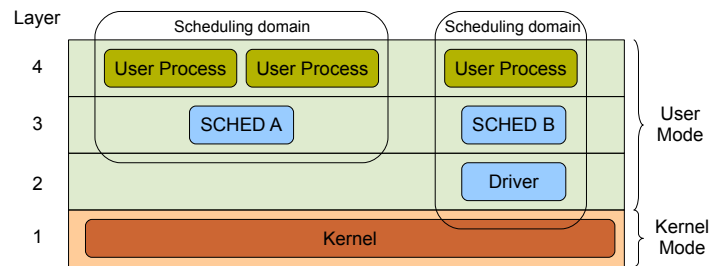 Layer
Scheduling domain
Scheduling domain
4
User Process
User Process
User Process
3
SCHED A
SCHED B
User
Mode
2
Driver
1
Kernel
Kernel
Mode